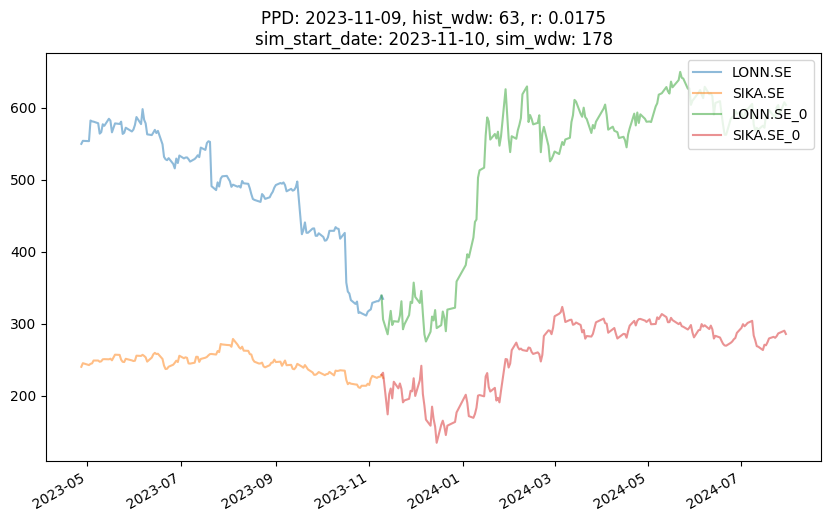 PPD: 2023-11-09, hist_wdw: 63, r: 0.0175
sim_start_date: 2023-11-10, sim_wdw: 178
LONN.SE
SIKA.SE
LONN.SE_0
SIKA.SE_0
600
500
400
300
200
2023-05
2023-07
2023-09
2023-11
2024-01
2024-03
2024-05
2024-07